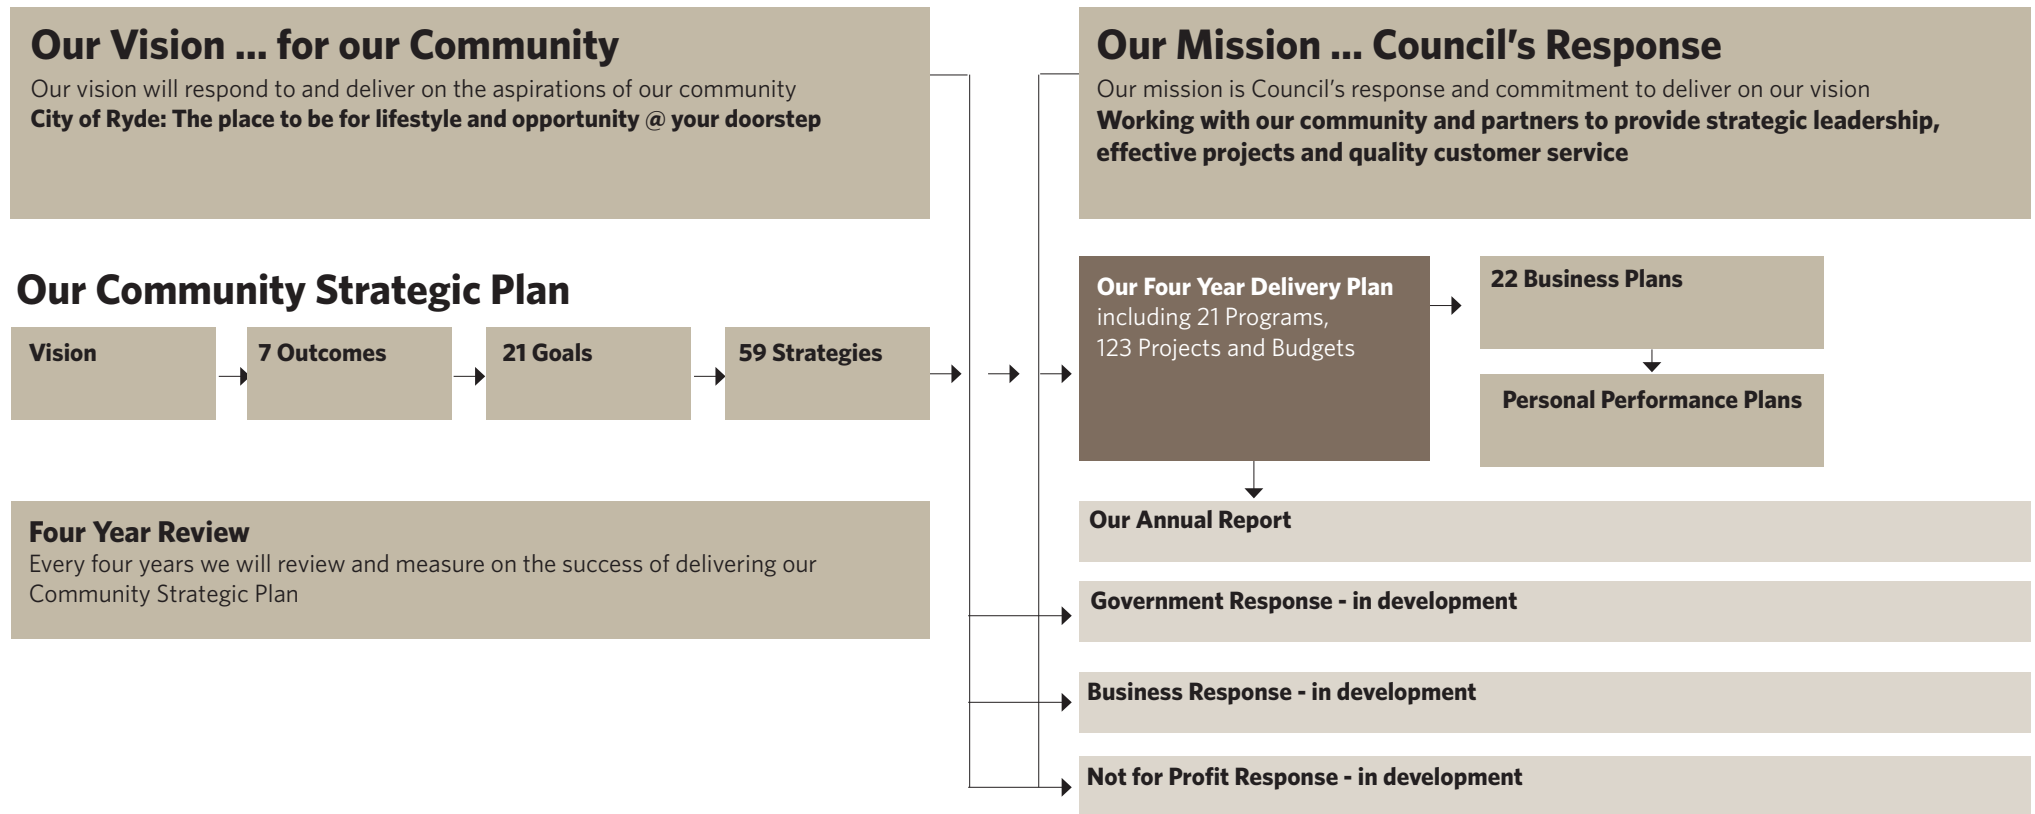 Our Vision ... for our Community
Our vision will respond to and deliver on the aspirations of our community
City of Ryde: The place to be for lifestyle and opportunity @ your doorstep
Our Mission ... Council's Response
Our mission is Council's response and commitment to deliver on our vision
Working with our community and partners to provide strategic leadership,
effective projects and quality customer service
Our Community Strategic Plan
Vision
7 Outcomes
21 Goals
59 Strategies
Our Four Year Delivery Plan
including 21 Programs,
123 Projects and Budgets
22 Business Plans
Personal Performance Plans
Four Year Review
Every four years we will review and measure on the success of delivering our
Community Strategic Plan
Our Annual Report
Government Response - in development
Business Response - in development
Not for Profit Response - in development